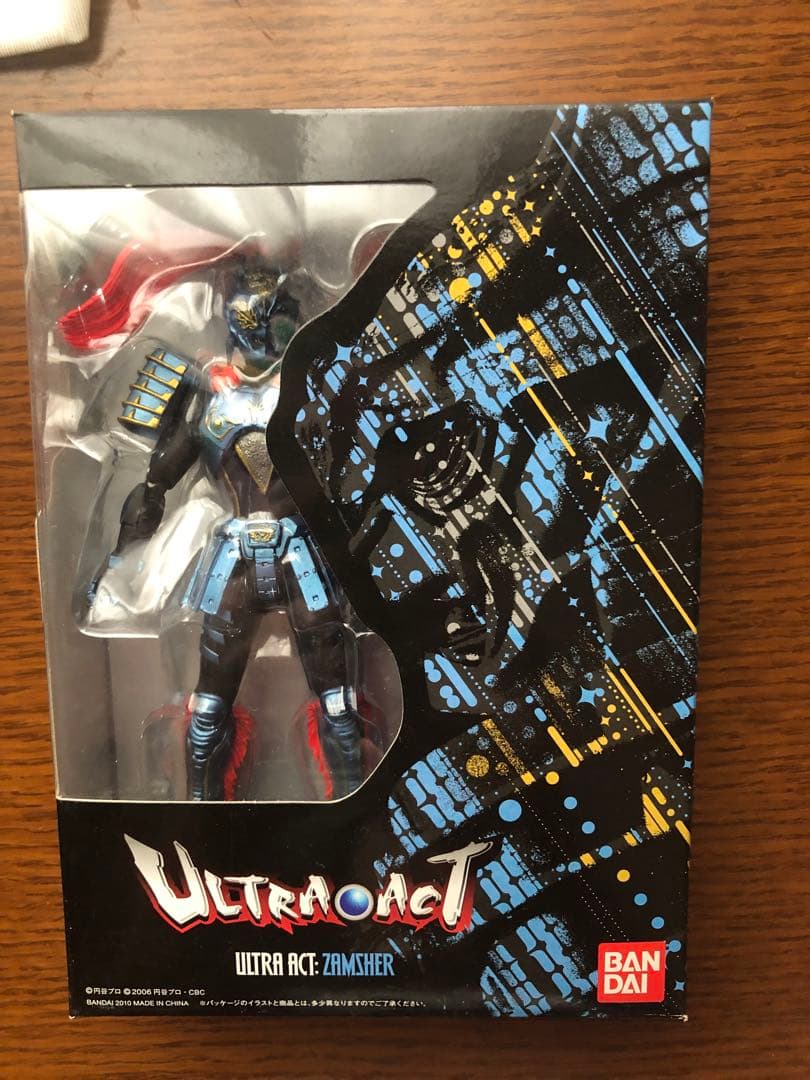 ULTRA ACT
ULTRA ACT: ZAMSHER
BAN
DAI
©円谷プロ ©2006 円谷プロ・CBC
BANDAI 2010 MADE IN CHINA ※パッケージのイラストと商品とは、多少異なりますのでご了承ください。